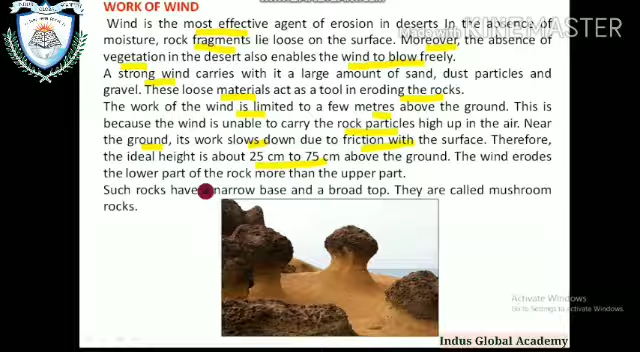 WORK OF WIND
Wind is the most effective agent of erosion in deserts In the absence of
moisture, rock fragments lie loose on the surface. Moreover, the absence of
vegetation in the desert also enables the wind to blow freely.
A strong wind carries with it a large amount of sand, dust particles and
gravel. These loose materials act as a tool in eroding the rocks.
The work of the wind is limited to a few metres above the ground. This is
because the wind is unable to carry the rock particles high up in the air. Near
the ground, its work slows down due to friction with the surface. Therefore,
the ideal height is about 25 cm to 75 cm above the ground. The wind erodes
the lower part of the rock more than the upper part.
Such rocks have a narrow base and a broad top. They are called mushroom
rocks.
Made with KINEMASTER
Activate Windows
Go to Settings to activate Windows.
Indus Global Academy